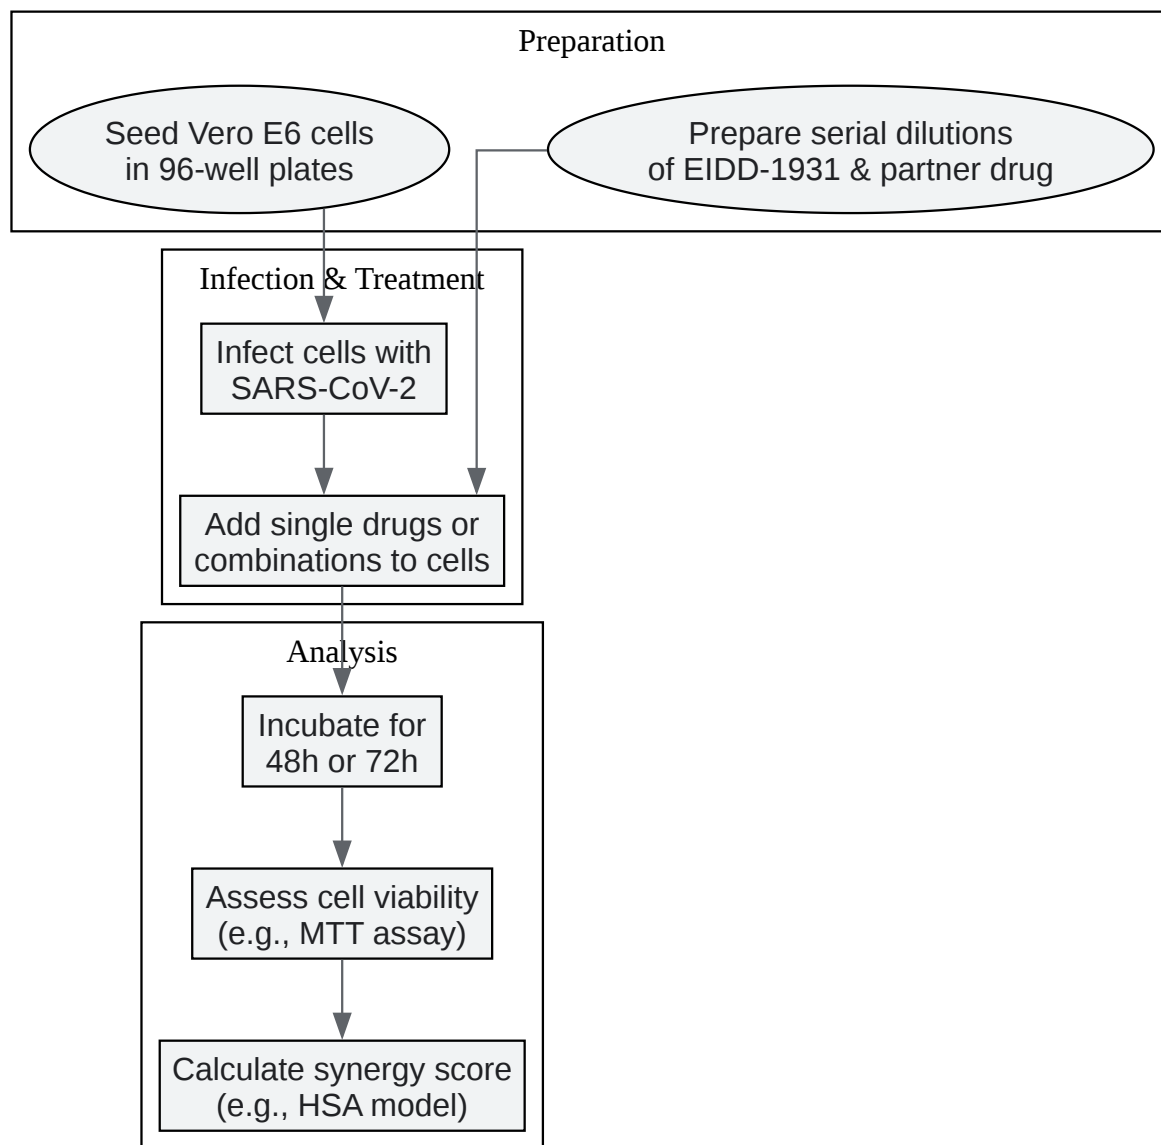 Preparation
Seed Vero E6 cells
in 96-well plates
Prepare serial dilutions
of EIDD-1931 & partner drug
Infection & Treatment
Infect cells with
SARS-CoV-2
Add single drugs or
combinations to cells
Analysis
Incubate for
48h or 72h
Assess cell viability
(e.g., MTT assay)
Calculate synergy score
(e.g., HSA model)